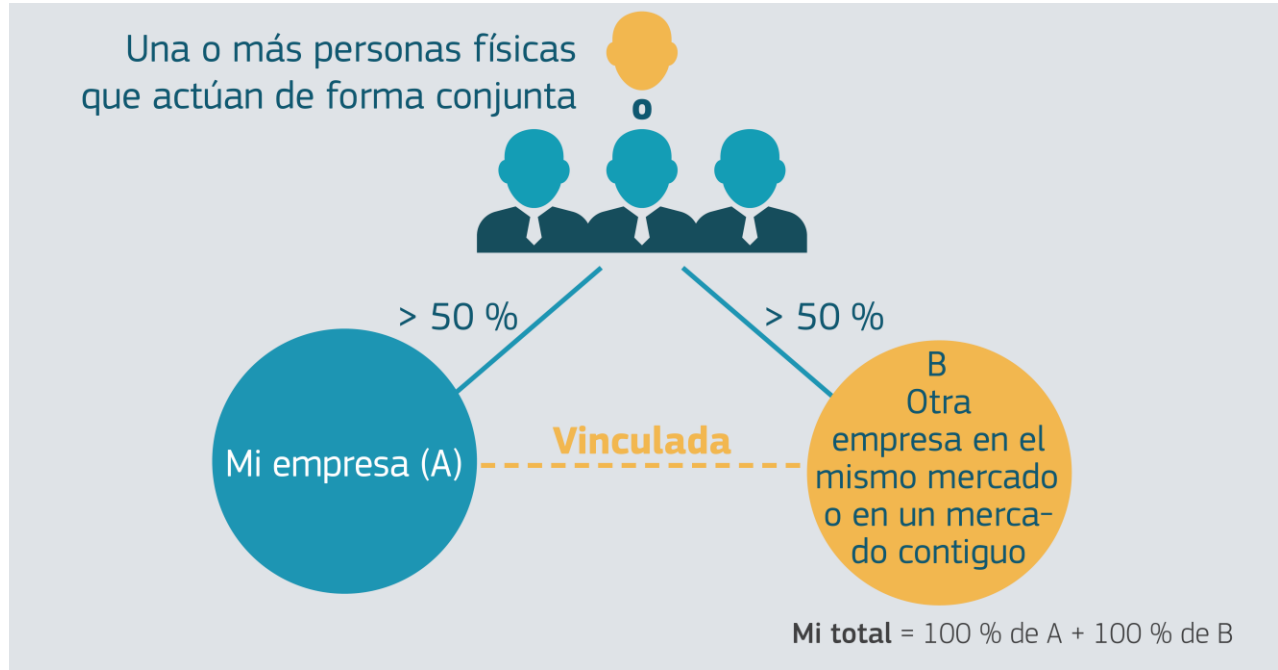 Una o más personas físicas
que actúan de forma conjunta
o
> 50 %
> 50 %
Mi empresa (A)
Vinculada
B
Otra
empresa en el
mismo mercado
o en un merca-
do contiguo
Mi total = 100 % de A + 100 % de B